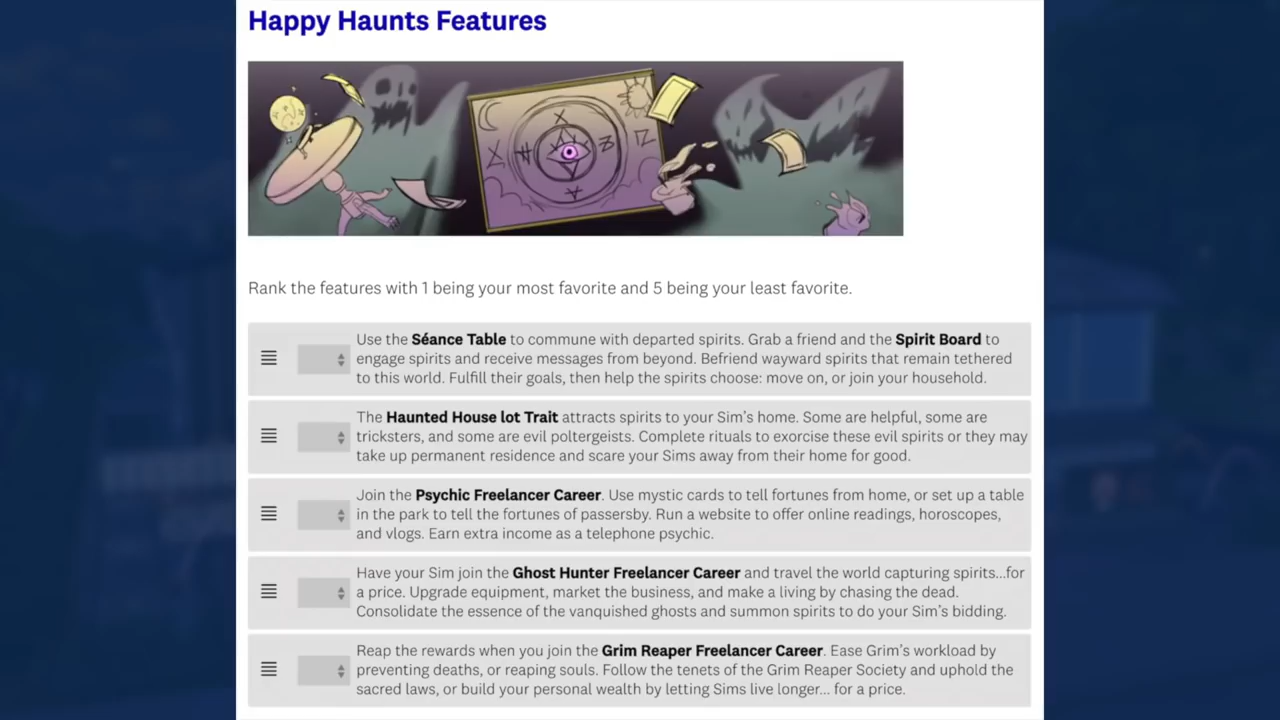 Happy Haunts Features
Rank the features with 1 being your most favorite and 5 being your least favorite.
Use the Séance Table to commune with departed spirits. Grab a friend and the Spirit Board to
engage spirits and receive messages from beyond. Befriend wayward spirits that remain tethered
to this world. Fulfill their goals, then help the spirits choose: move on, or join your household.
The Haunted House lot Trait attracts spirits to your Sim's home. Some are helpful, some are
tricksters, and some are evil poltergeists. Complete rituals to exorcise these evil spirits or they may
take up permanent residence and scare your Sims away from their home for good.
Join the Psychic Freelancer Career. Use mystic cards to tell fortunes from home, or set up a table
in the park to tell the fortunes of passersby. Run a website to offer online readings, horoscopes,
and vlogs. Earn extra income as a telephone psychic.
Have your Sim join the Ghost Hunter Freelancer Career and travel the world capturing spirits...for
a price. Upgrade equipment, market the business, and make a living by chasing the dead.
Consolidate the essence of the vanquished ghosts and summon spirits to do your Sim's bidding.
Reap the rewards when you join the Grim Reaper Freelancer Career. Ease Grim's workload by
preventing deaths, or reaping souls. Follow the tenets of the Grim Reaper Society and uphold the
sacred laws, or build your personal wealth by letting Sims live longer... for a price.